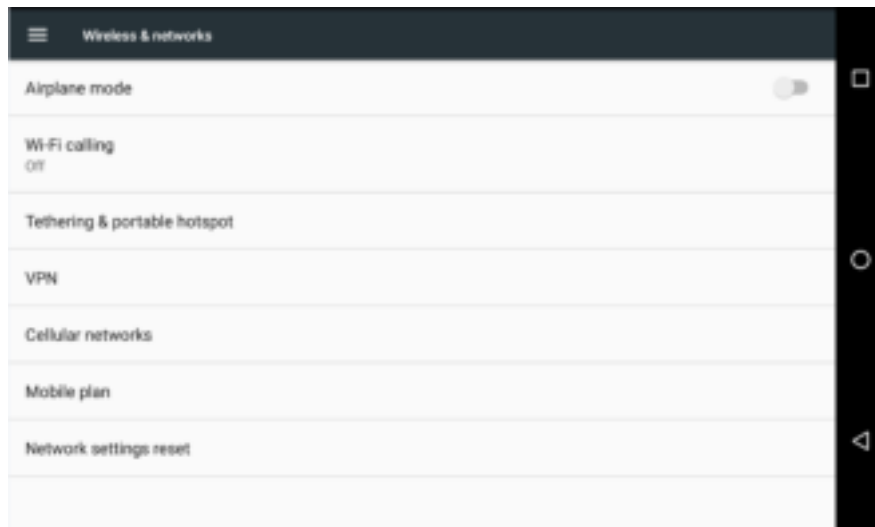 Wireless & networks
Airplane mode
Wi-Fi calling
Off
Tethering & portable hotspot
VPN
Cellular networks
Mobile plan
Network settings reset